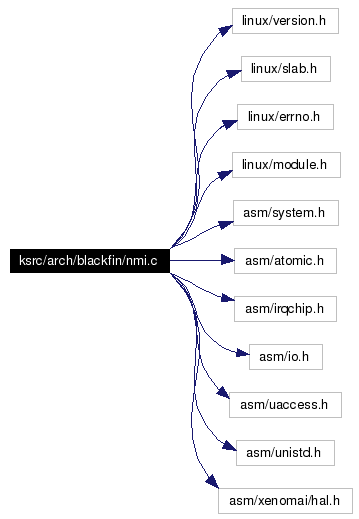 linux/version.h
linux/slab.h
linux/errno.h
linux/module.h
asm/system.h
ksrc/arch/blackfin/nmi.c
asm/atomic.h
asm/irqchip.h
asm/io.h
asm/uaccess.h
asm/unistd.h
asm/xenomai/hal.h